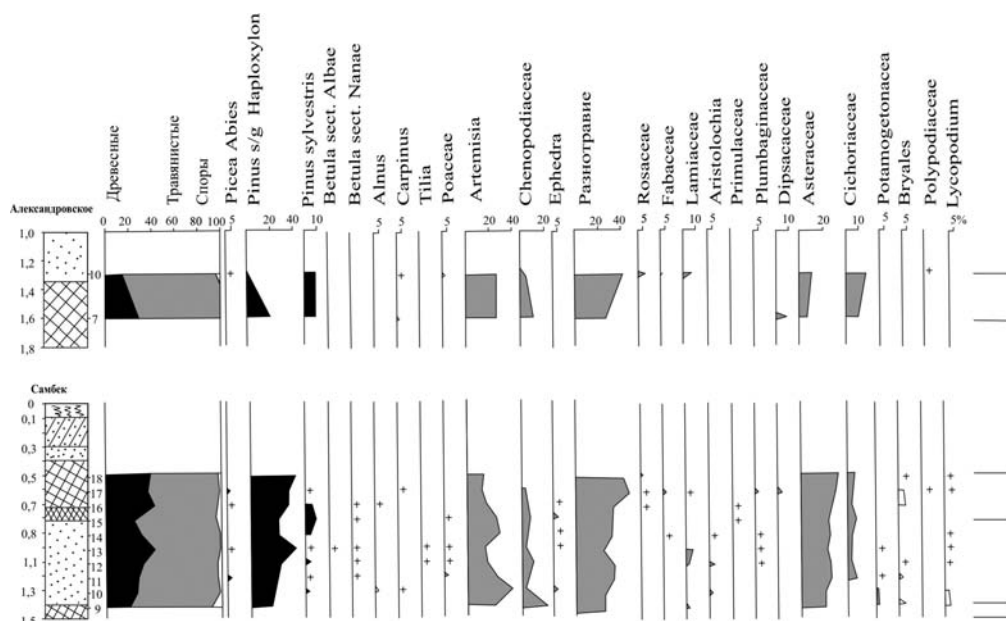 Древесные
Травянистые
Споры
Picea Abies
Pinus s/g Haploxylon
Pinus sylvestris
Betula sect. Albae
Betula sect. Nanae
Alnus
Carpinus
Tilia
Poaceae
Artemisia
Chenopodiaceae
Ephedra
Разнотравие
Rosaceae
Fabaceae
Lamiaceae
Aristolochia
Primulaceae
Plunbaginaceae
Dipsacaceae
Asteraceae
Cichoriaceae
Potamogetonacea
Bryales
Polypodiaceae
Lycopodium
Александровское
0 20 40 60 80 100
5
20 40
10
5
5
5
20 40
20
5
20 40
5
5
10
5
5
10
20
10
5
5
5%
1,0
1,2
10
1,4
1,6
7
1,8
Самбек
0
0,1
0,3
0,5
18
17
0,7
16
15
0,8
13
1,1
12
11
1,3
10
9
1,5